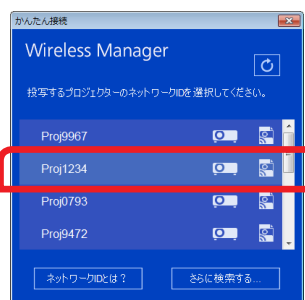 かんたん接続
Wireless Manager
投写するプロジェクターのネットワークIDを選択してください。
Proj9967
Proj1234
Proj0793
Proj9472
ネットワークIDとは？
さらに検索する...